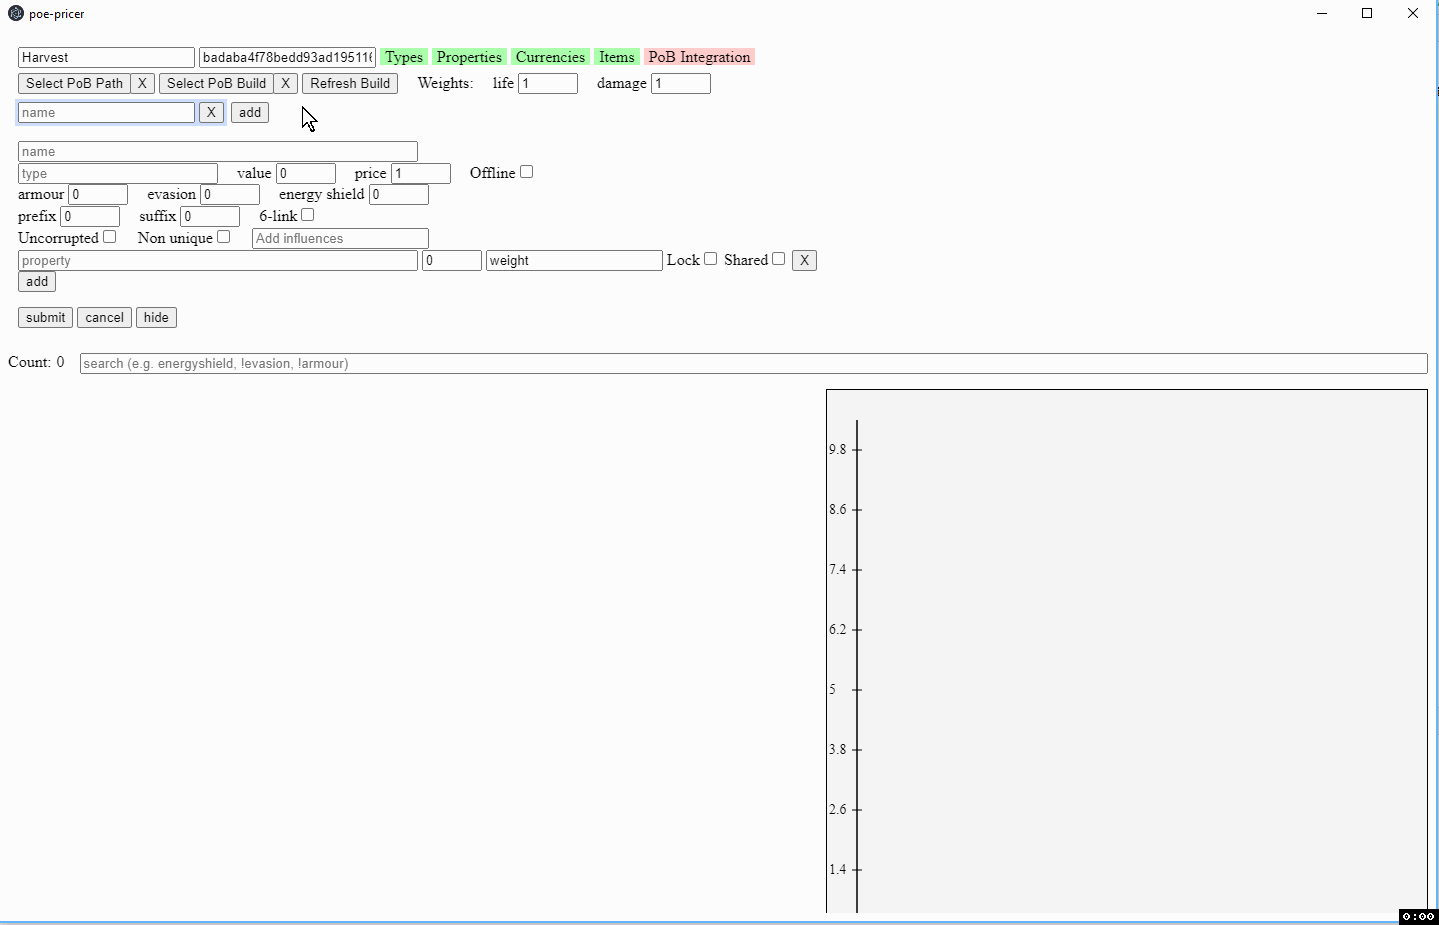 poe-pricer
Harvest badaba4f78bedd93ad19511 Types Properties Currencies Items PoB Integration
Select PoB Path X Select PoB Build X Refresh Build Weights: life 1 damage 1
name X add
name
type value 0 price 1 Offline
armour 0 evasion 0 energy shield 0
prefix 0 suffix 0 6-link
Uncorrupted Non unique Add influences
property 0 weight Lock Shared X
add
submit cancel hide
Count: 0 search (e.g. energyshield, !evasion, !armour)
9.8
8.6
7.4
6.2
5
3.8
2.6
1.4
0:00